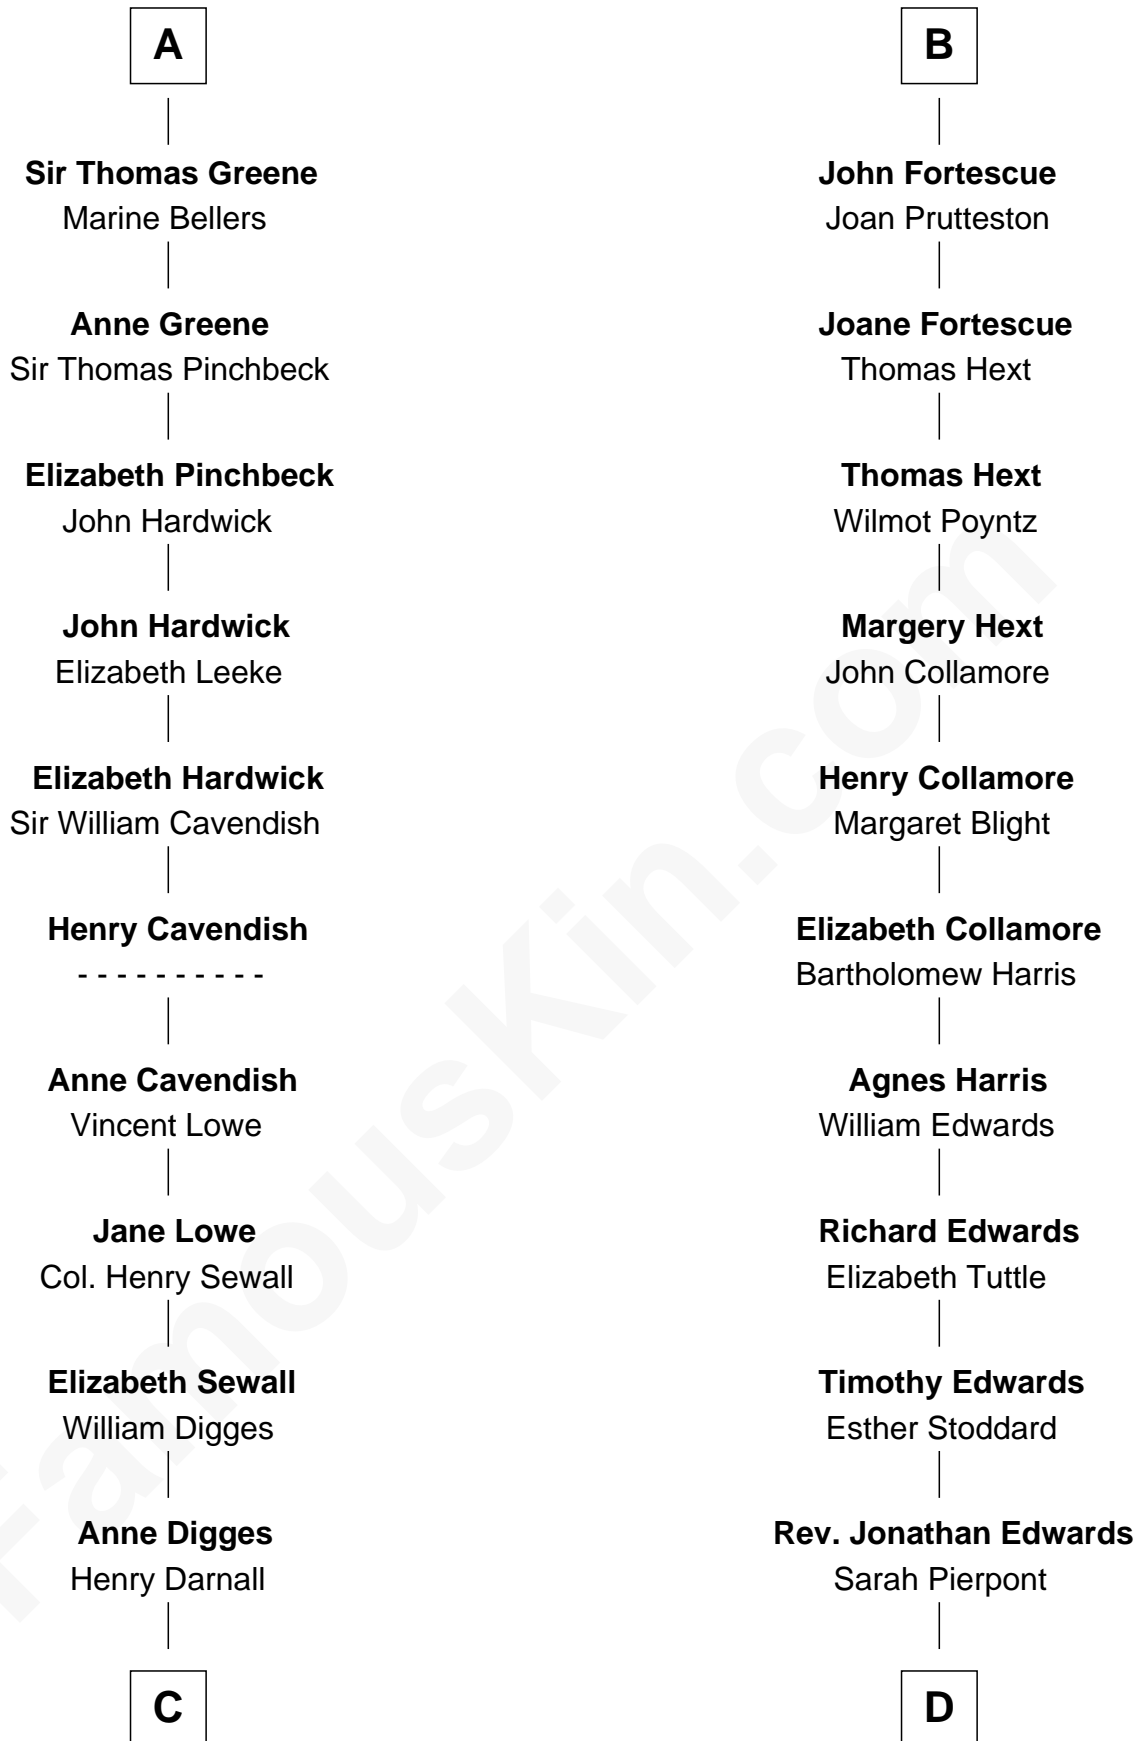 A
Sir Thomas Greene
Marine Bellers
Anne Greene
Sir Thomas Pinchbeck
Elizabeth Pinchbeck
John Hardwick
John Hardwick
Elizabeth Leeke
Elizabeth Hardwick
Sir William Cavendish
Henry Cavendish
- - - - - - - - - -
Anne Cavendish
Vincent Lowe
Jane Lowe
Col. Henry Sewall
Elizabeth Sewall
William Digges
Anne Digges
Henry Darnall
C
B
John Fortescue
Joan Prutteston
Joane Fortescue
Thomas Hext
Thomas Hext
Wilmot Poyntz
Margery Hext
John Collamore
Henry Collamore
Margaret Blight
Elizabeth Collamore
Bartholomew Harris
Agnes Harris
William Edwards
Richard Edwards
Elizabeth Tuttle
Timothy Edwards
Esther Stoddard
Rev. Jonathan Edwards
Sarah Pierpont
D
FamousKin.com